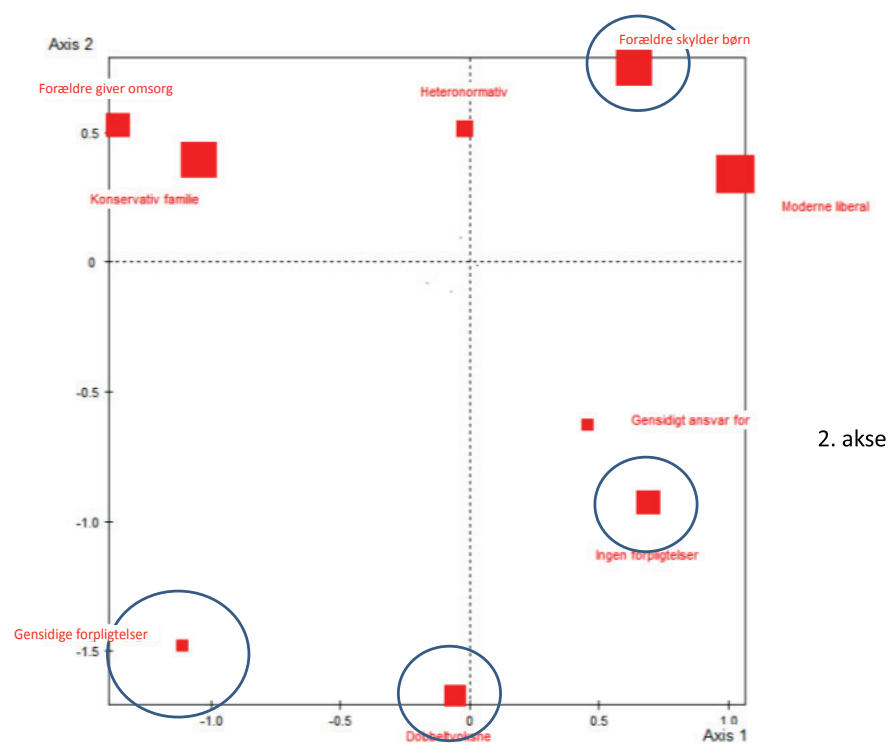 Axis 2
Forældre skylder børn
Forældre giver omsorg
Heteronormativ
0.5
Konservativ familie
Moderne liberal
0
-0.5
Gensidigt ansvar for
2. akse
-1.0
Ingen forpligtelser
Gensidige forpligtelser
-1.5
-1.0
-0.5
0
0.5
1.0
Dobbeltvoksne
Axis 1